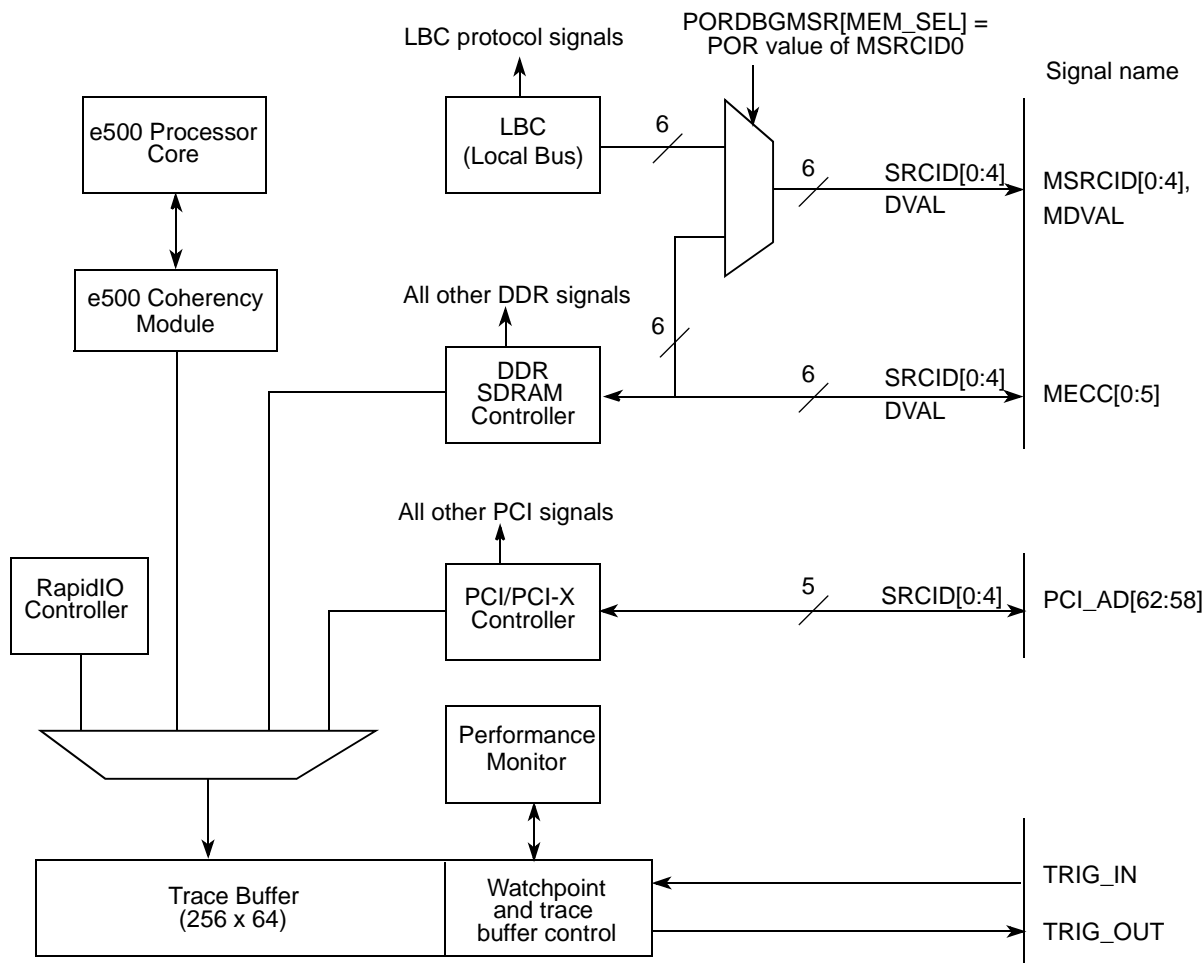 PORDBGMSR[MEM_SEL] =
POR value of MSRCID0
LBC protocol signals
Signal name
e500 Processor
Core
LBC
(Local Bus)
6
6
SRCID[0:4]
DVAL
MSRCID[0:4],
MDVAL
e500 Coherency
Module
All other DDR signals
6
DDR
SDRAM
Controller
6
SRCID[0:4]
DVAL
MECC[0:5]
All other PCI signals
RapidIO
Controller
PCI/PCI-X
Controller
5
SRCID[0:4]
PCI_AD[62:58]
Performance
Monitor
Trace Buffer
(256 x 64)
Watchpoint
and trace
buffer control
TRIG_IN
TRIG_OUT